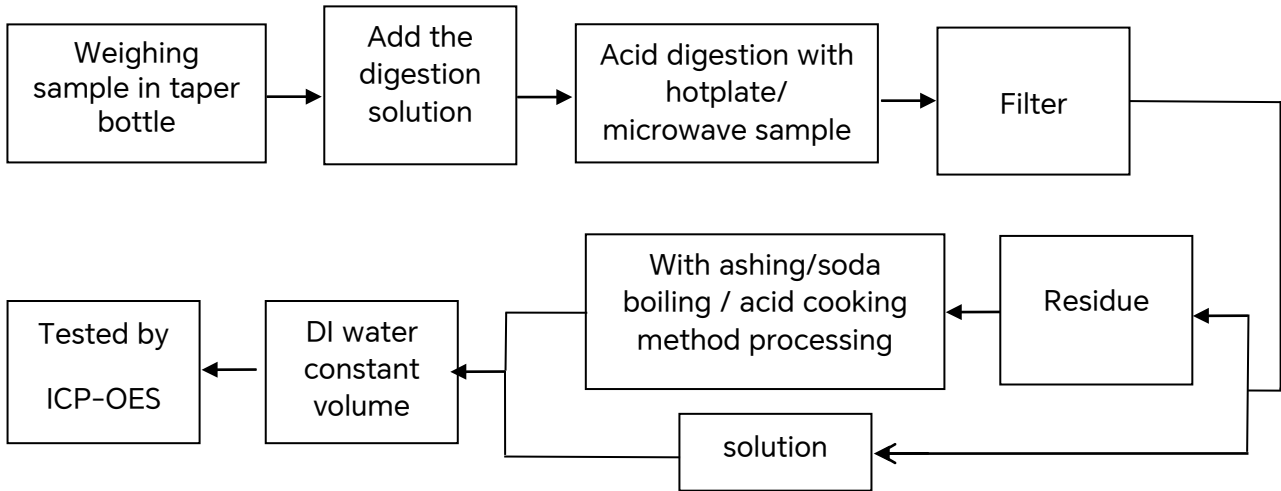 Weighing
sample in taper
bottle
Add the
digestion
solution
Acid digestion with
hotplate/
microwave sample
Filter
Residue
With ashing/soda
boiling / acid cooking
method processing
solution
DI water
constant
volume
Tested by
ICP-OES